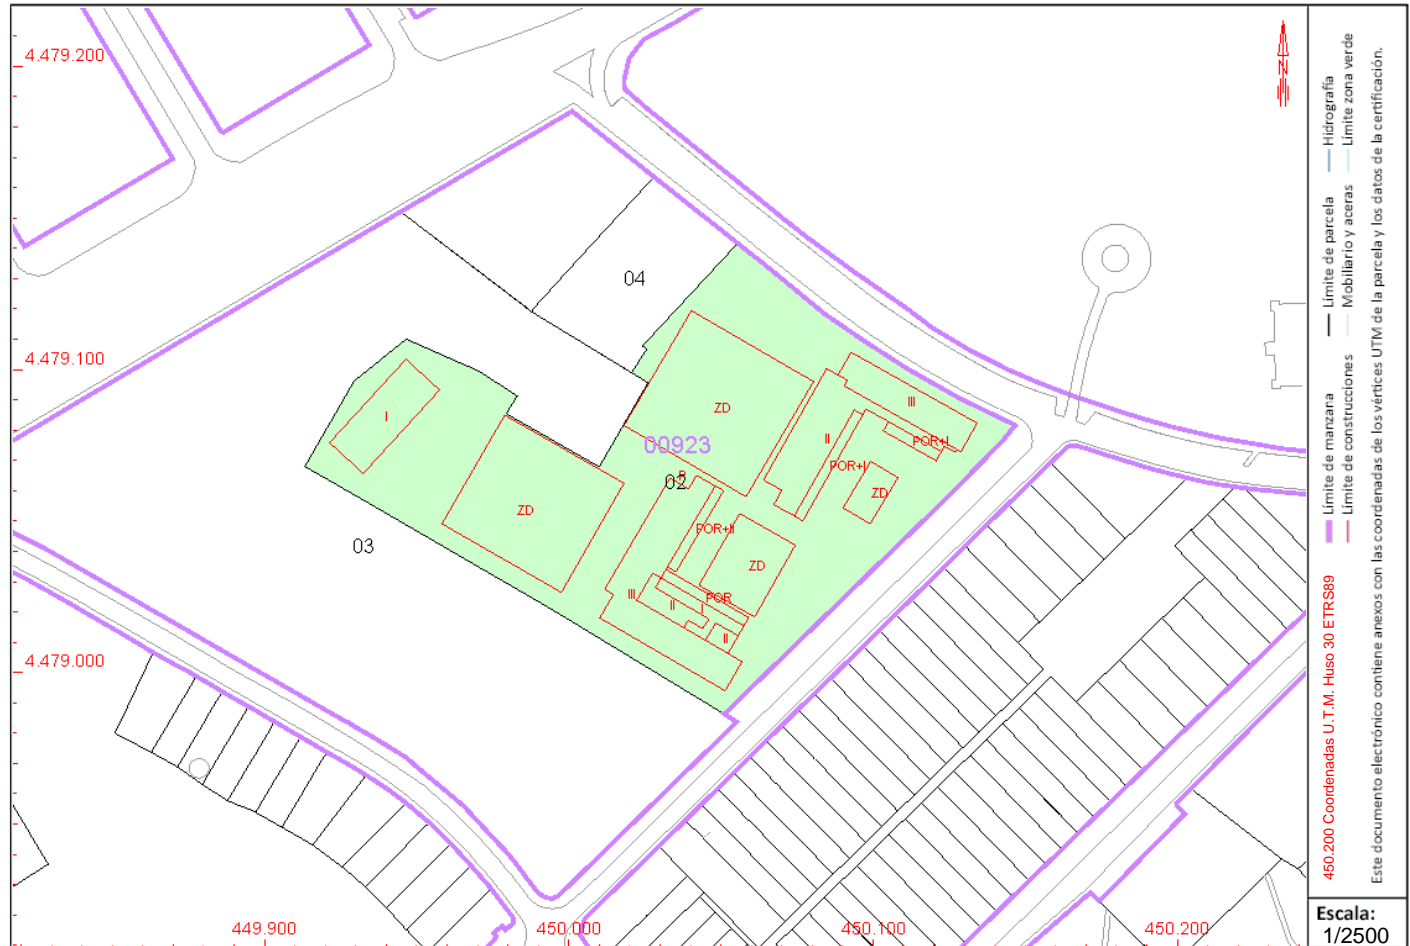 4.479.200
4.479.100
4.479.000
449.900
450.000
450.100
450.200
04
03
00923
02
P
I
ZD
ZD
III
II
POR+I
POR+I
ZD
POR+II
ZD
POR
III
II
I
II
N
Hidrografía
Límite zona verde
Límite de parcela
Mobiliario y aceras
Límite de manzana
Límite de construcciones
450.200 Coordenadas U.T.M. Huso 30 ETRS89
Este documento electrónico contiene anexos con las coordenadas de los vértices UTM de la parcela y los datos de la certificación.
Escala:
1/2500